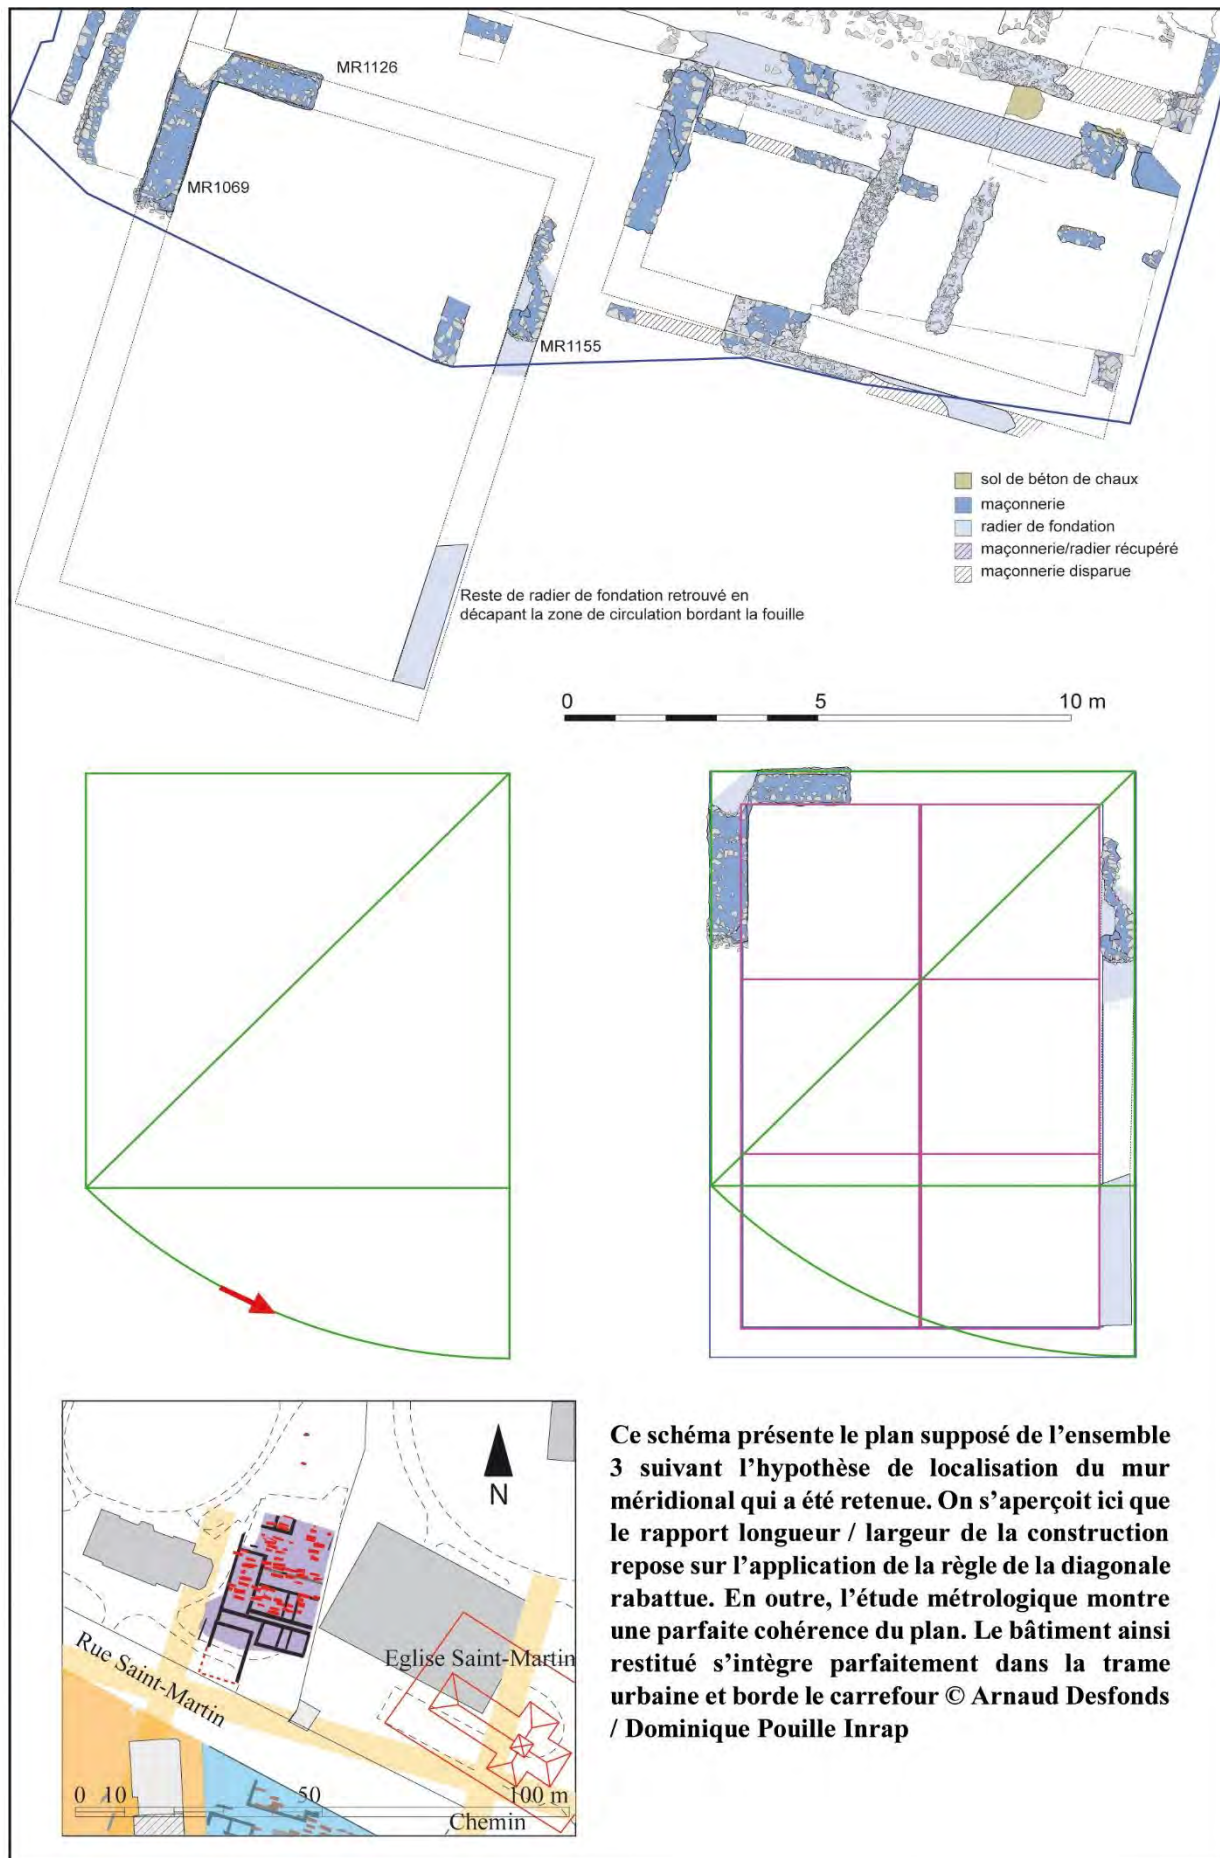 MR1126
MR1069
MR1155
sol de béton de chaux
maçonnerie
radier de fondation
maçonnerie/radier récupéré
maçonnerie disparue
Reste de radier de fondation retrouvé en
décapant la zone de circulation bordant la fouille
0 5 10 m
N
Rue Saint-Martin
Eglise Saint-Martin
0 10 50 100 m
Chemin
Ce schéma présente le plan supposé de l’ensemble
3 suivant l’hypothèse de localisation du mur
méridional qui a été retenue. On s’aperçoit ici que
le rapport longueur / largeur de la construction
repose sur l’application de la règle de la diagonale
rabattue. En outre, l’étude métrologique montre
une parfaite cohérence du plan. Le bâtiment ainsi
restitué s’intègre parfaitement dans la trame
urbaine et borde le carrefour © Arnaud Desfonds
/ Dominique Pouille Inrap